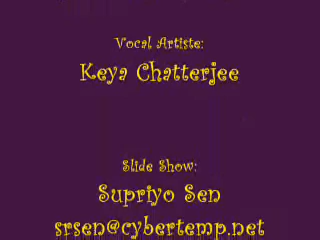 Vocal Artiste:
Keya Chatterjee
Slide Show:
Supriyo Sen
srsen@cybertemp.net